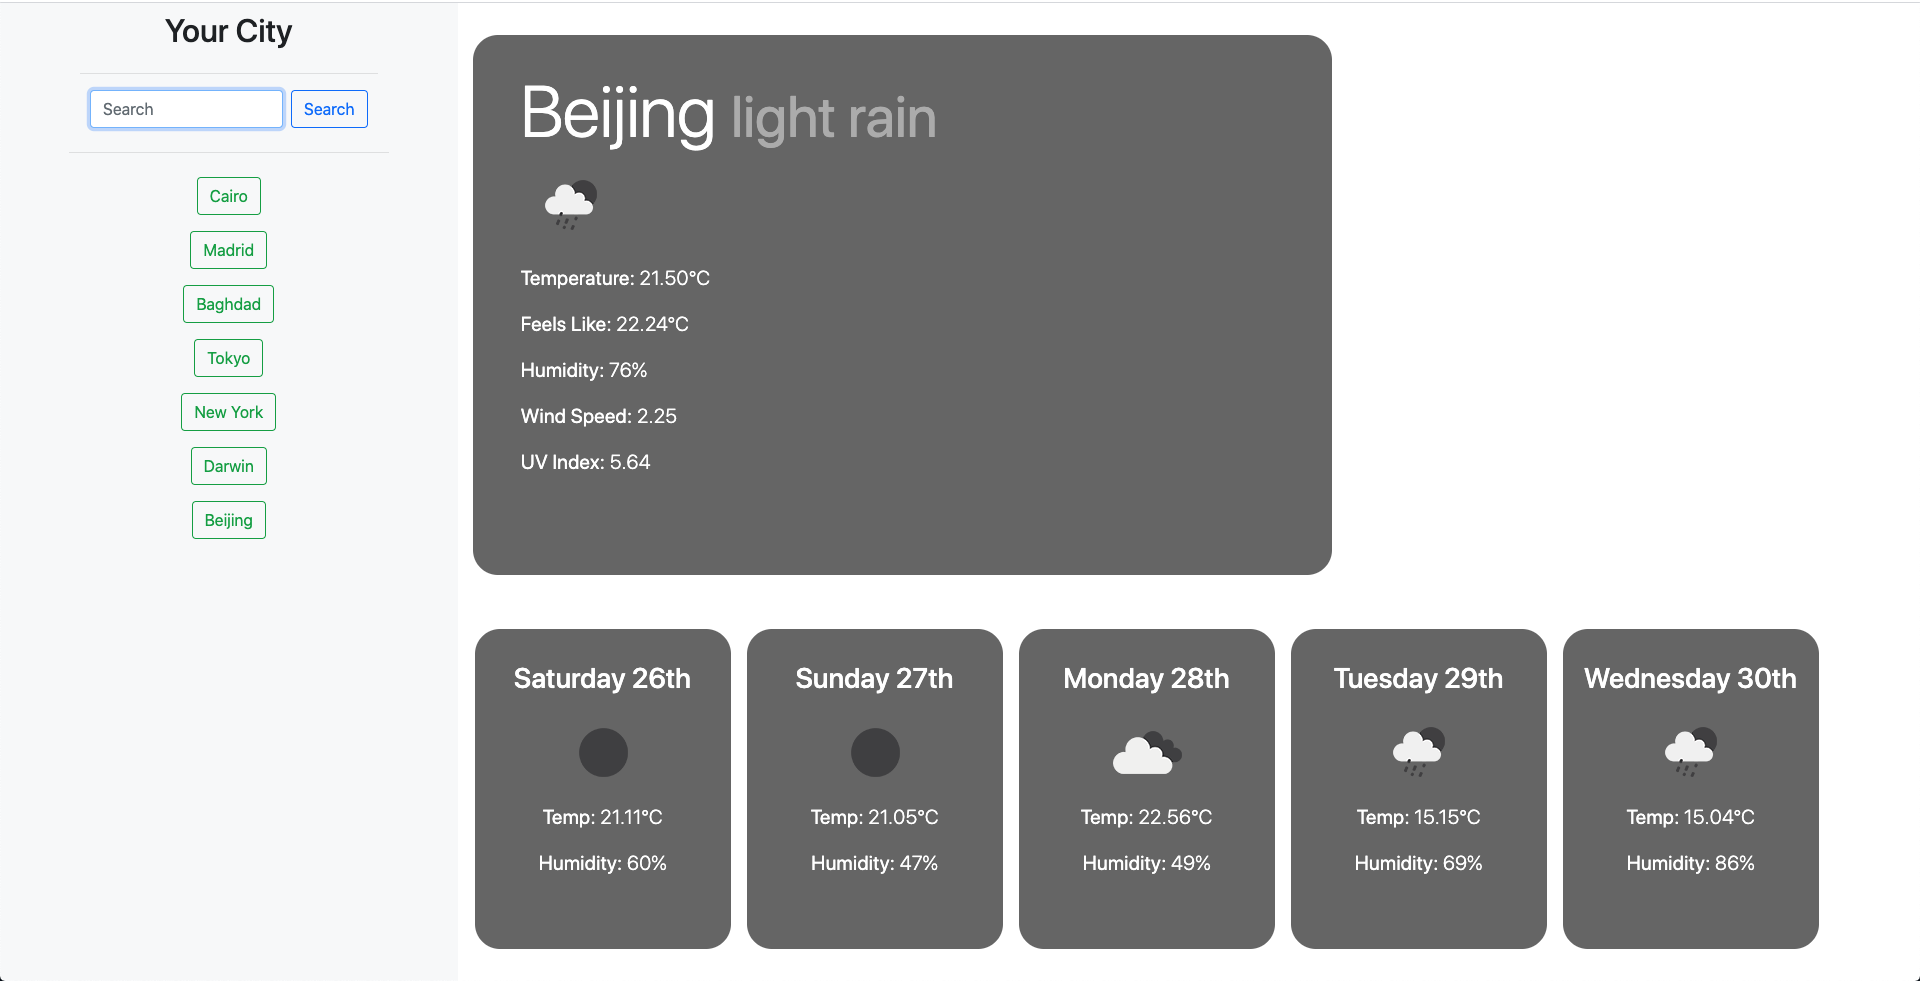 Your City
Search
Search
Cairo
Madrid
Baghdad
Tokyo
New York
Darwin
Beijing
Beijing light rain
Temperature: 21.50°C
Feels Like: 22.24°C
Humidity: 76%
Wind Speed: 2.25
UV Index: 5.64
Saturday 26th
Temp: 21.11°C
Humidity: 60%
Sunday 27th
Temp: 21.05°C
Humidity: 47%
Monday 28th
Temp: 22.56°C
Humidity: 49%
Tuesday 29th
Temp: 15.15°C
Humidity: 69%
Wednesday 30th
Temp: 15.04°C
Humidity: 86%